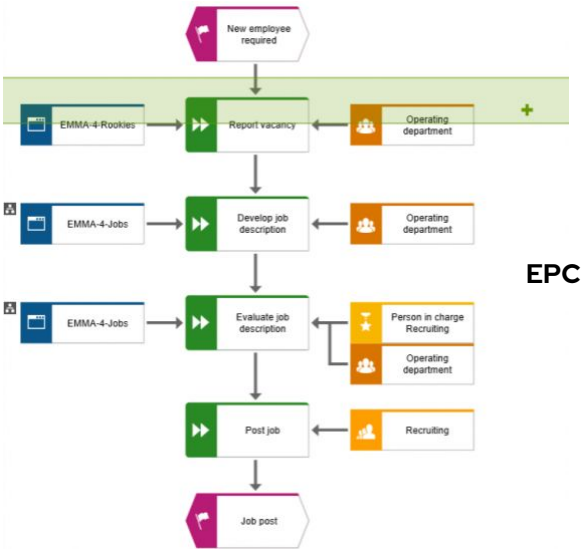 New employee
required
EMMA-4-Rookies
Report vacancy
Operating
department
EMMA-4-Jobs
Develop job
description
Operating
department
EPC
EMMA-4-Jobs
Evaluate job
description
Person in charge
Recruiting
Operating
department
Post job
Recruiting
Job post